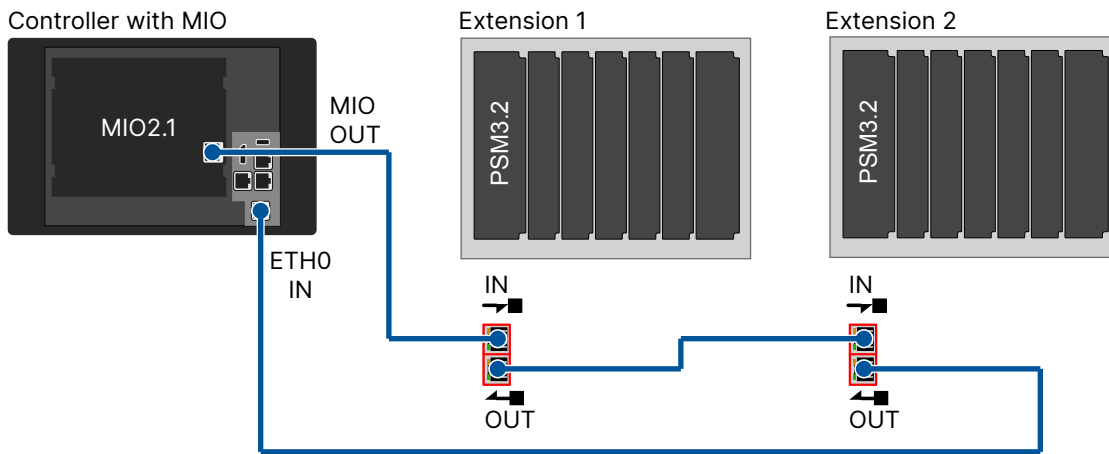 Controller with MIO
Extension 1
Extension 2
MIO2.1
MIO
OUT
PSM3.2
PSM3.2
ETH0
IN
IN
IN
OUT
OUT